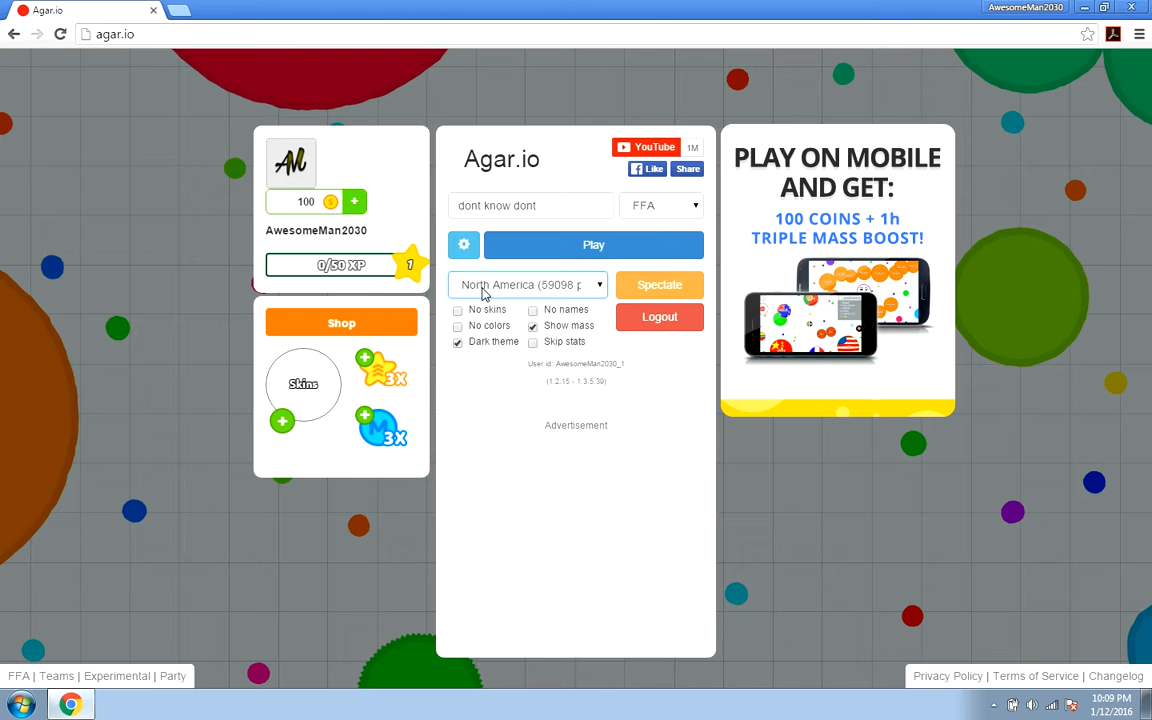 Agar.io
AwesomeMan2030
agar.io
AM
100
AwesomeMan2030
0/50 XP
1
Shop
Skins
3X
M
3X
Agar.io
YouTube
1M
Like
Share
dont know dont
FFA
Play
North America (59098 p
Spectate
No skins
No names
No colors
Show mass
Dark theme
Skip stats
Logout
User id: AwesomeMan2030_1
(1.2.15 - 1.3.5.39)
Advertisement
PLAY ON MOBILE
AND GET:
100 COINS + 1h
TRIPLE MASS BOOST!
FFA | Teams | Experimental | Party
Privacy Policy | Terms of Service | Changelog
10:09 PM
1/12/2016